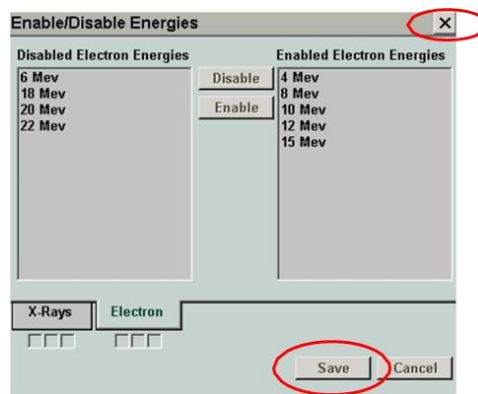 Enable/Disable Energies
Disabled Electron Energies
Enabled Electron Energies
6 Mev
18 Mev
20 Mev
22 Mev
Disable
Enable
4 Mev
8 Mev
10 Mev
12 Mev
15 Mev
X-Rays
Electron
Save
Cancel